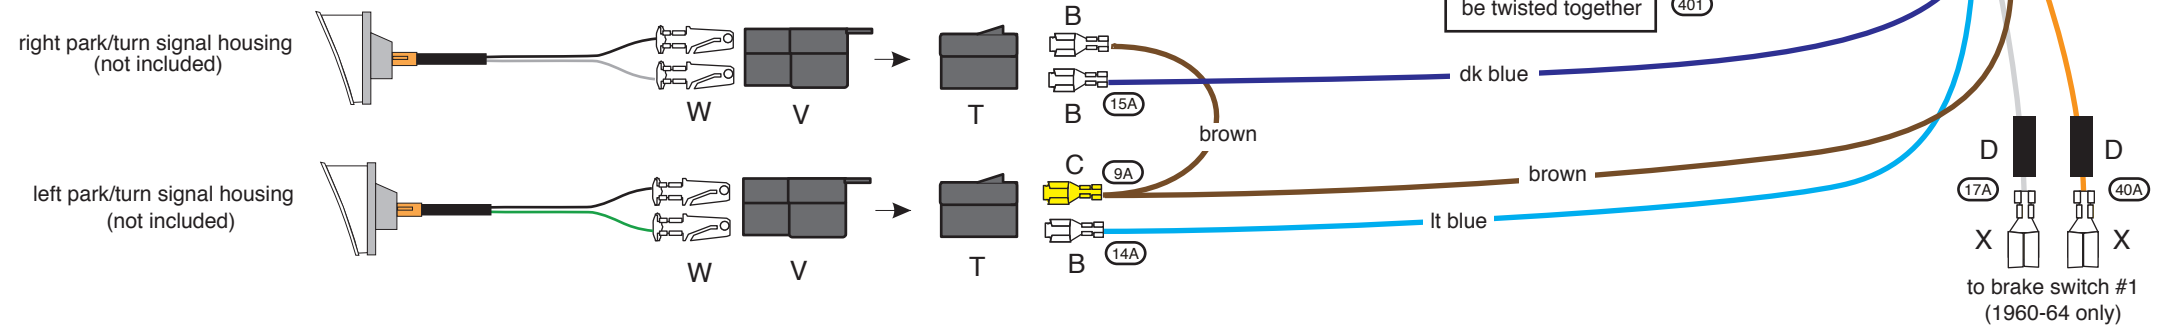 be twisted together
401
right park/turn signal housing
(not included)
W
V
T
B
B
15A
dk blue
brown
left park/turn signal housing
(not included)
W
V
T
C
9A
B
14A
brown
lt blue
D
D
17A
40A
X
X
to brake switch #1
(1960-64 only)